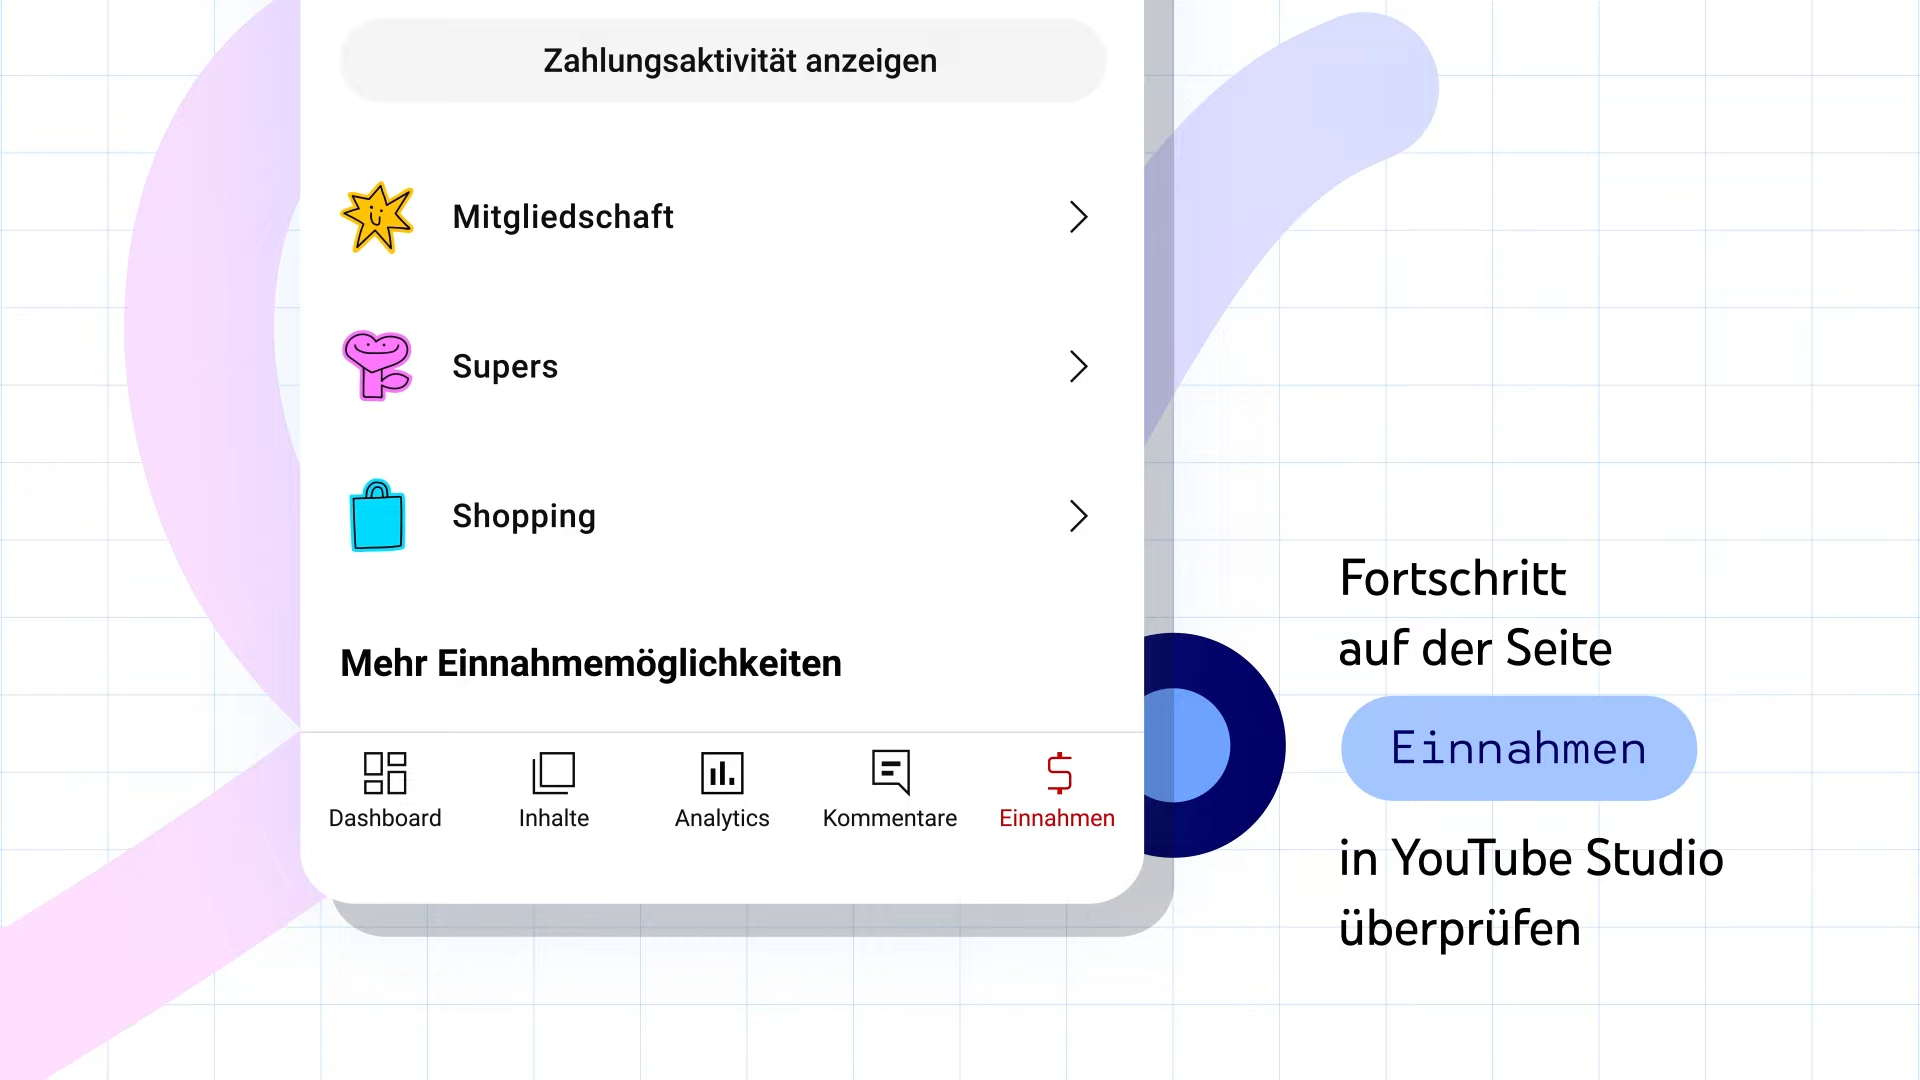 Zahlungsaktivität anzeigen
Mitgliedschaft
Supers
Shopping
Mehr Einnahmemöglichkeiten
Dashboard
Inhalte
Analytics
Kommentare
Einnahmen
Fortschritt
auf der Seite
Einnahmen
in YouTube Studio
überprüfen